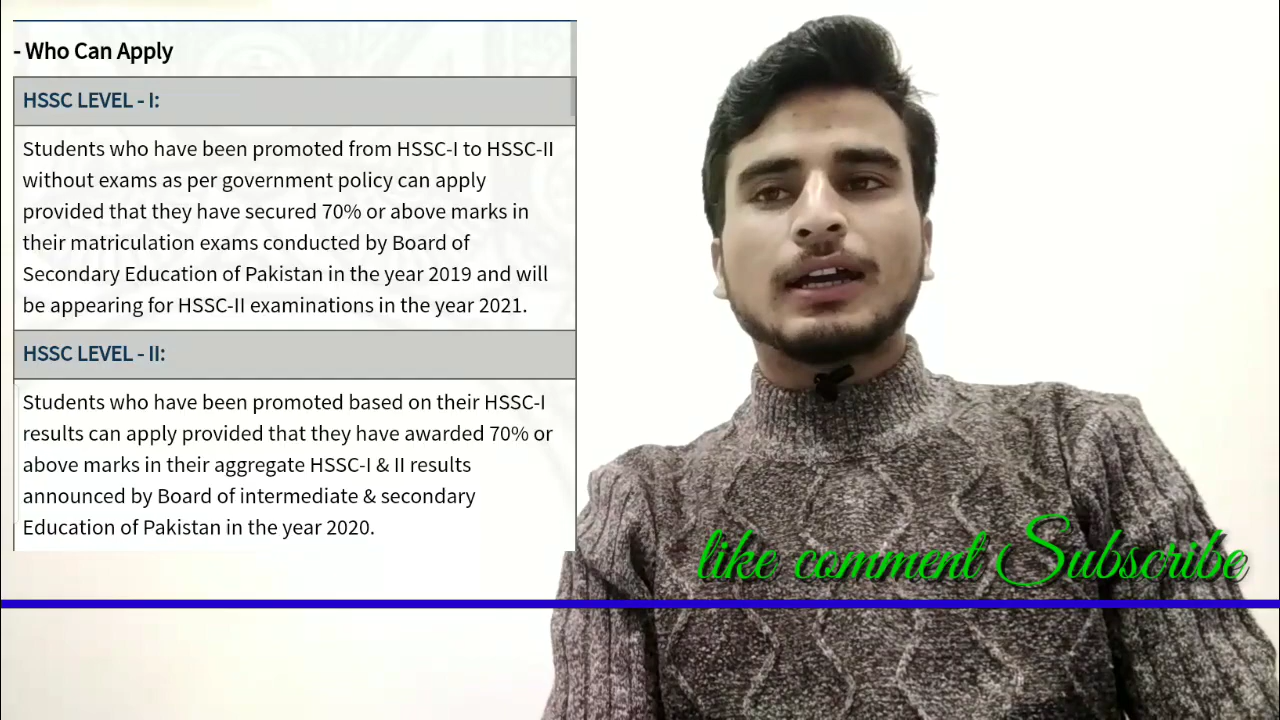 - Who Can Apply
HSSC LEVEL - I:
Students who have been promoted from HSSC-I to HSSC-II
without exams as per government policy can apply
provided that they have secured 70% or above marks in
their matriculation exams conducted by Board of
Secondary Education of Pakistan in the year 2019 and will
be appearing for HSSC-II examinations in the year 2021.
HSSC LEVEL - II:
Students who have been promoted based on their HSSC-I
results can apply provided that they have awarded 70% or
above marks in their aggregate HSSC-I & II results
announced by Board of intermediate & secondary
Education of Pakistan in the year 2020.
like comment Subscribe